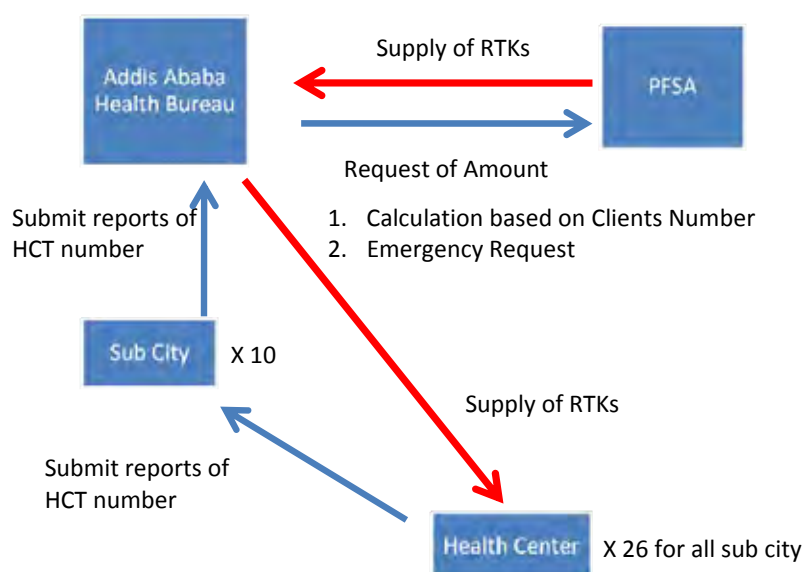 Supply of RTKs
Addis Ababa
Health Bureau
PFSA
Request of Amount
1. Calculation based on Clients Number
2. Emergency Request
Submit reports of
HCT number
Sub City
X 10
Supply of RTKs
Submit reports of
HCT number
Health Center
X 26 for all sub city